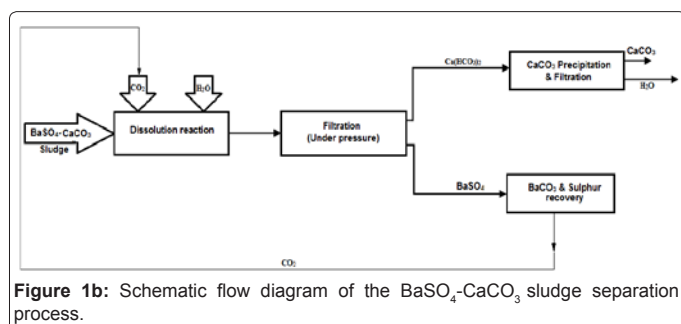 CO₂
H₂O
BaSO₄-CaCO₃
Sludge
Dissolution reaction
Filtration
(Under pressure)
Ca(HCO₃)₂
CaCO₃ Precipitation
& Filtration
CaCO₃
H₂O
BaSO₄
BaCO₃ & Sulphur
recovery
CO₂
Figure 1b: Schematic flow diagram of the BaSO₄-CaCO₃ sludge separation
process.